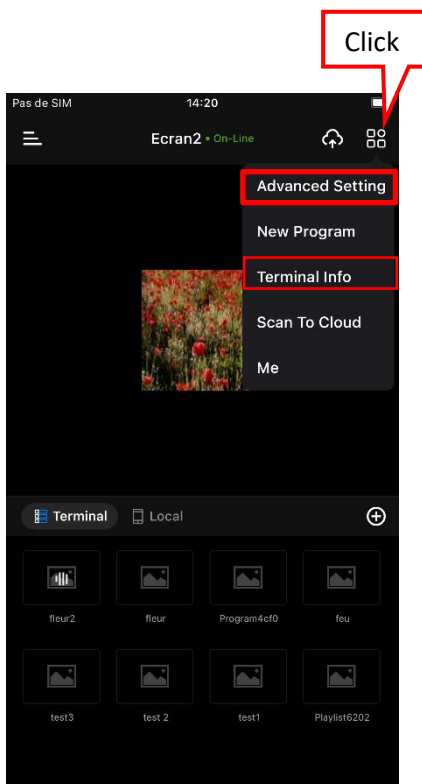 Click
Pas de SIM 14:20
Ecran2 • On-Line
Advanced Setting
New Program
Terminal Info
Scan To Cloud
Me
Terminal Local
fleur2 fleur Program4cf0 feu
test3 test 2 test1 Playlist6202